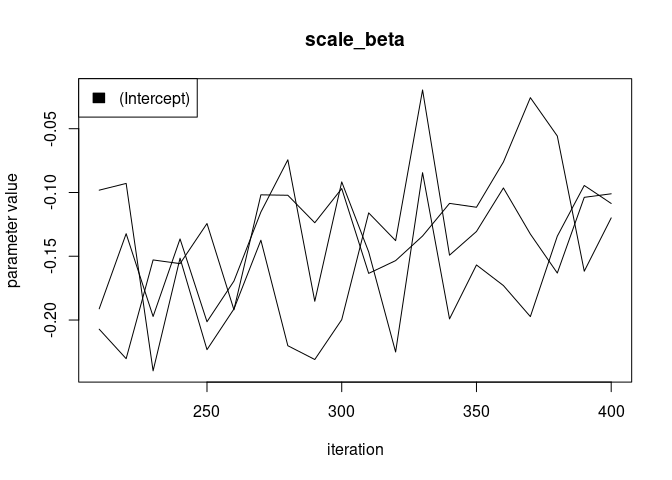 scale_beta
(Intercept)
parameter value
-0.05
-0.10
-0.15
-0.20
250
300
350
400
iteration